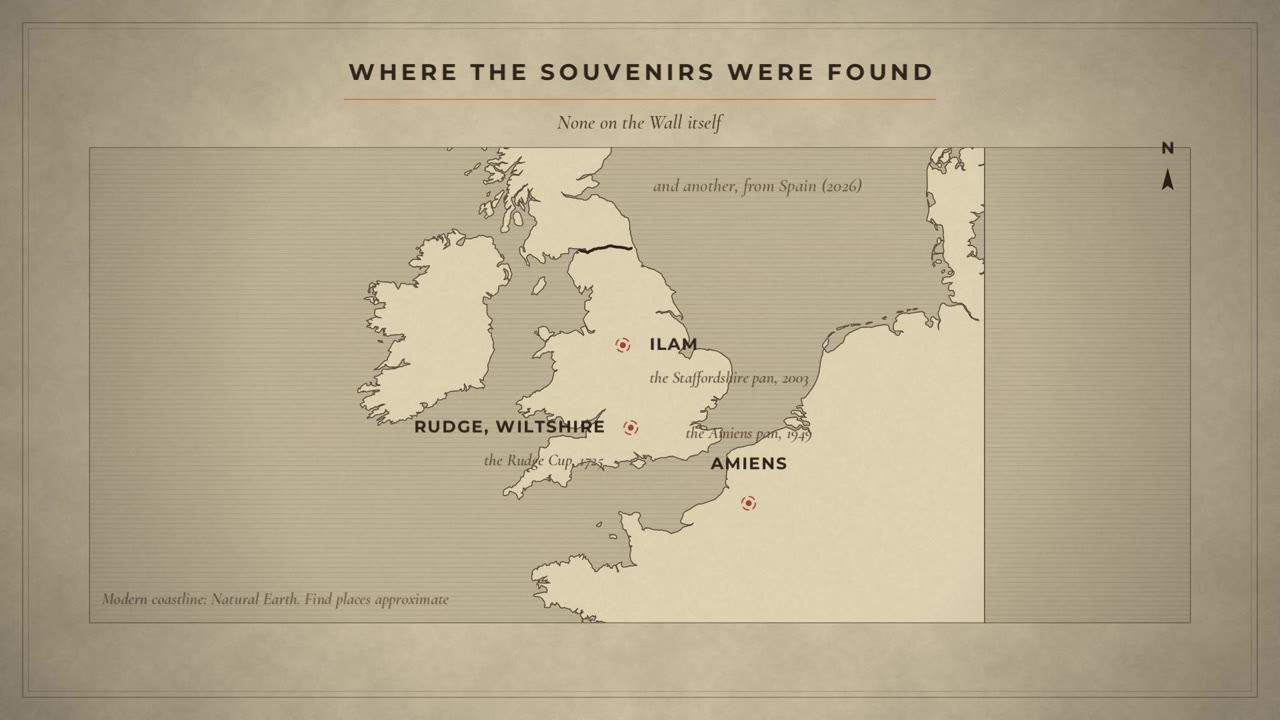 WHERE THE SOUVENIRS WERE FOUND
None on the Wall itself
N
and another, from Spain (2026)
ILAM
the Staffordshire pan, 2003
RUDGE, WILTSHIRE
the Rudge Cup, 1725
the Amiens pan, 1949
AMIENS
Modern coastline: Natural Earth. Find places approximate